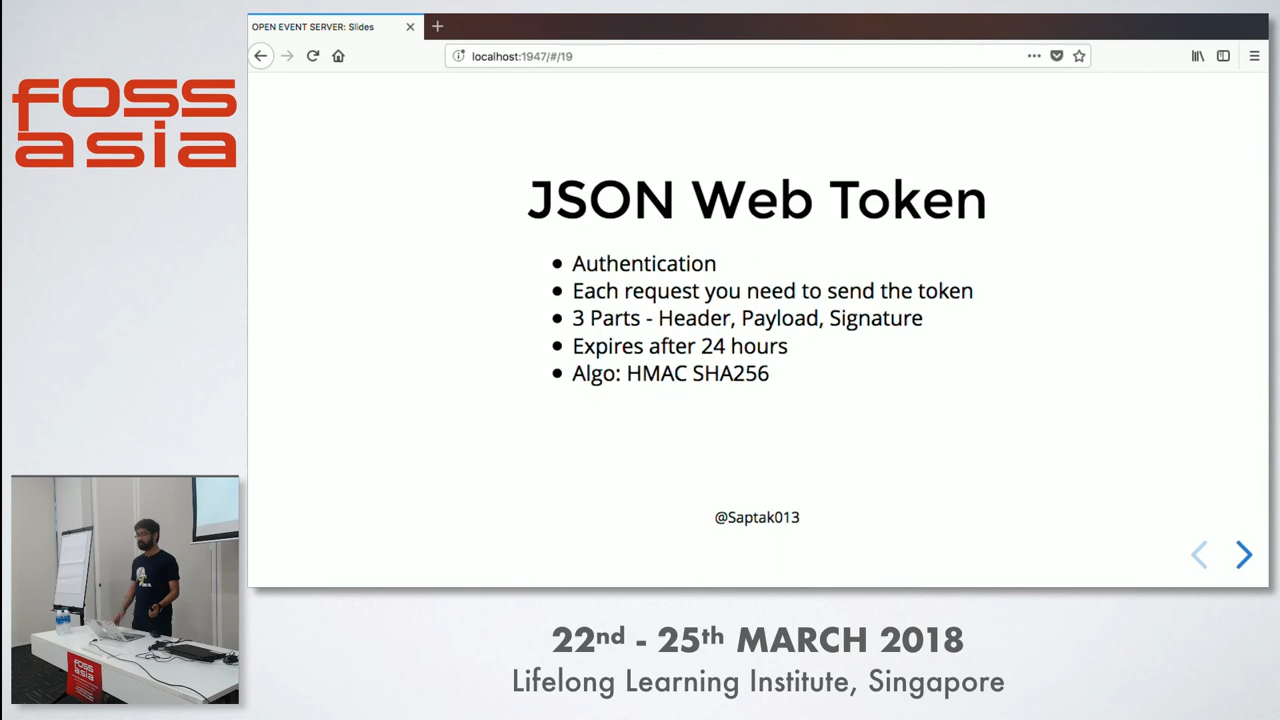 foss
asia
OPEN EVENT SERVER: Slides
localhost:1947/#/19
JSON Web Token
Authentication
Each request you need to send the token
3 Parts - Header, Payload, Signature
Expires after 24 hours
Algo: HMAC SHA256
@Saptak013
foss
asia
22nd - 25th MARCH 2018
Lifelong Learning Institute, Singapore